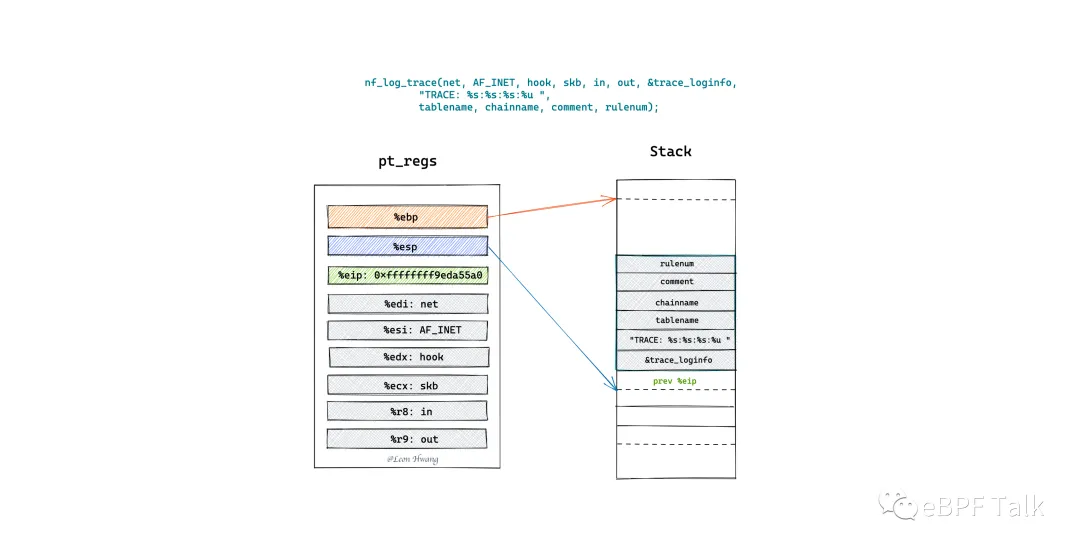 nf_log_trace(net, AF_INET, hook, skb, in, out, &trace_loginfo,
"TRACE: %s:%s:%s:%u ",
tablename, chainname, comment, rulenum);
pt_regs
%ebp
%esp
%eip: 0xffffffff9eda55a0
%edi: net
%esi: AF_INET
%edx: hook
%ecx: skb
%r8: in
%r9: out
@Leon Hwang
Stack
rulenum
comment
chainname
tablename
"TRACE: %s:%s:%s:%u "
&trace_loginfo
prev %eip
eBPF Talk